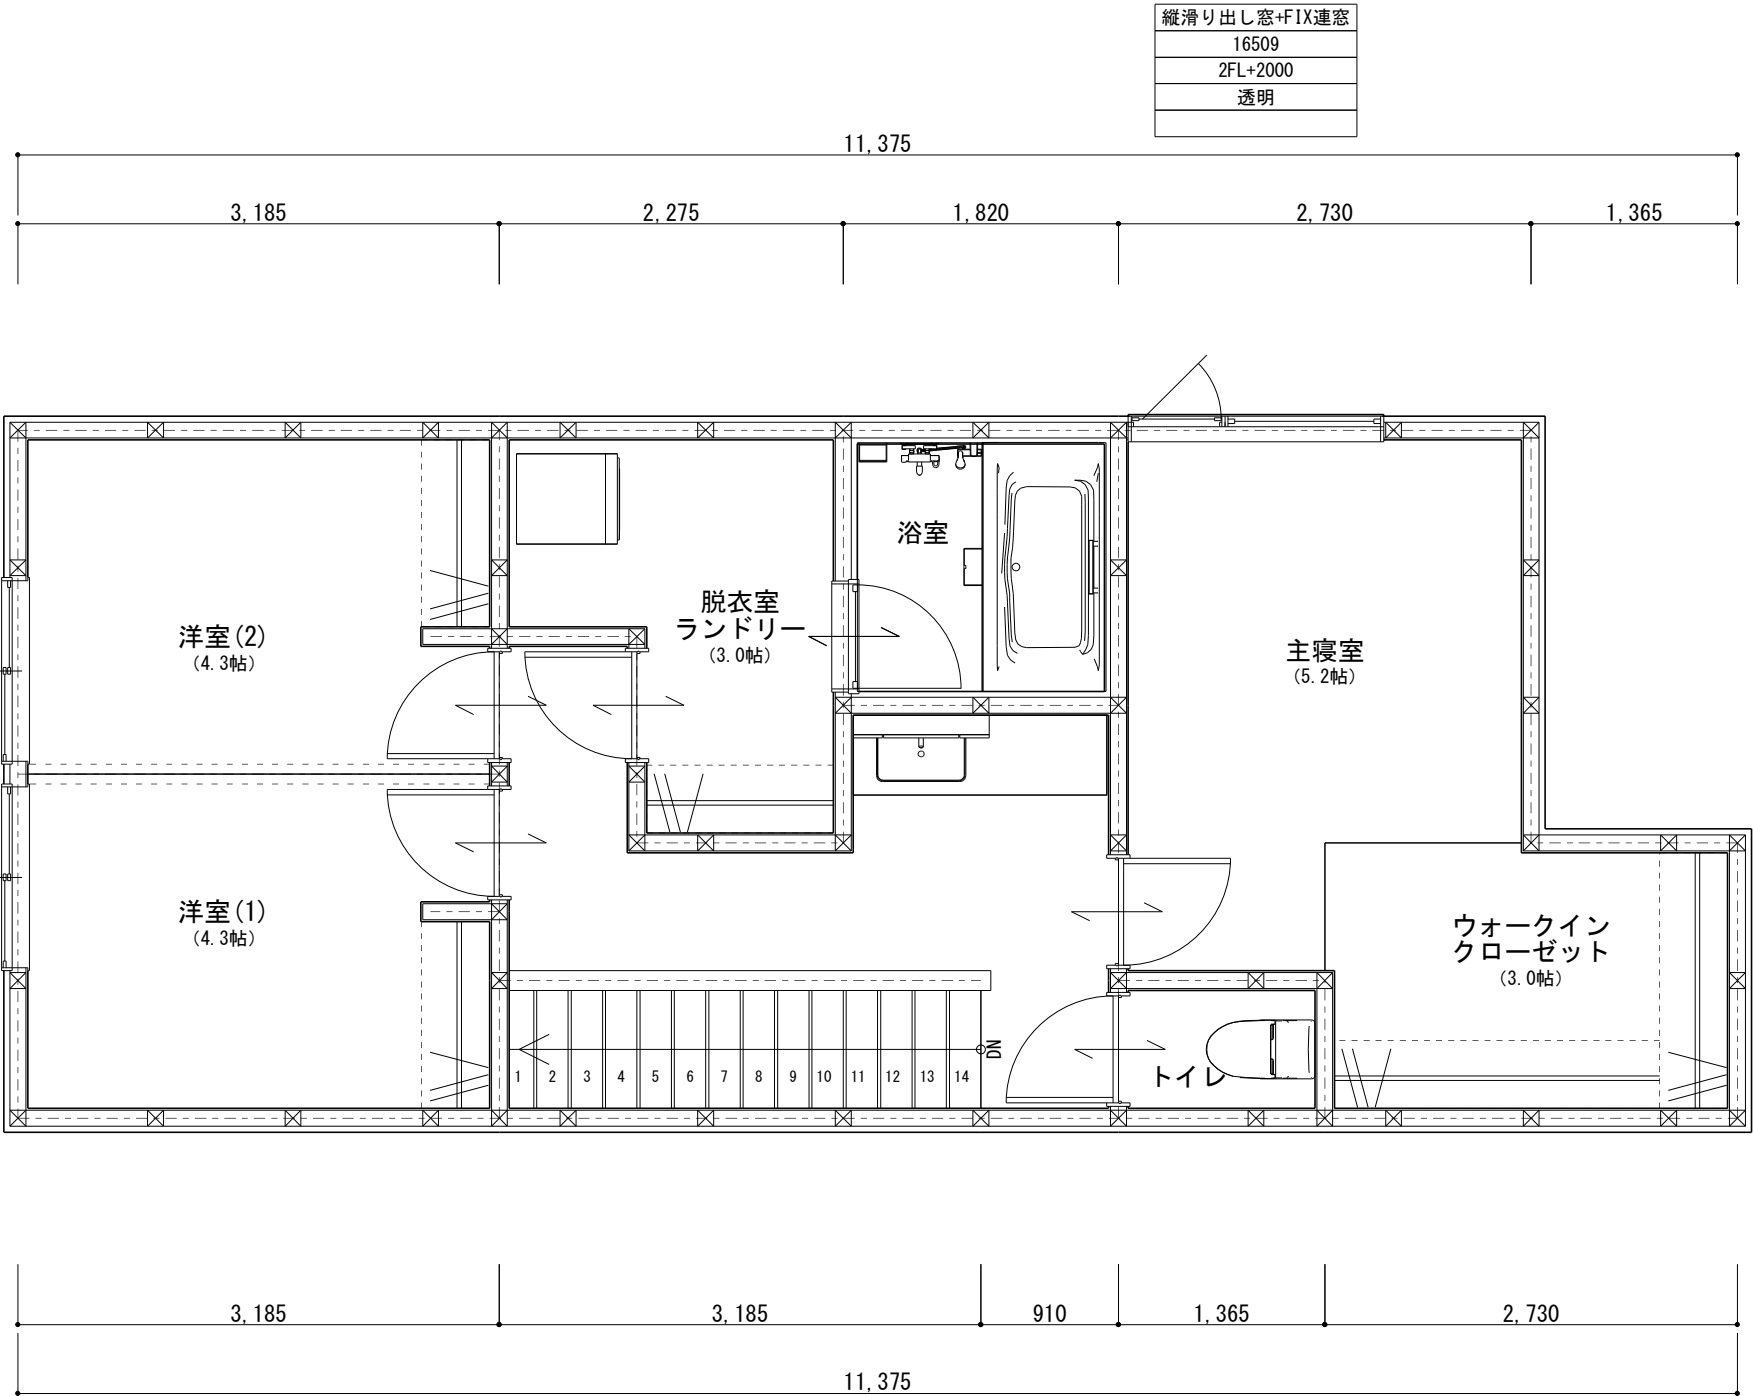 縦滑り出し窓+FIX連窓
16509
2FL+2000
透明
11,375
3,185
2,275
1,820
2,730
1,365
浴室
脱衣室
ランドリー
(3.0帖)
洋室(2)
(4.3帖)
主寝室
(5.2帖)
洋室(1)
(4.3帖)
ウォークイン
クローゼット
(3.0帖)
DN
1 2 3 4 5 6 7 8 9 10 11 12 13 14
トイレ
3,185
3,185
910
1,365
2,730
11,375